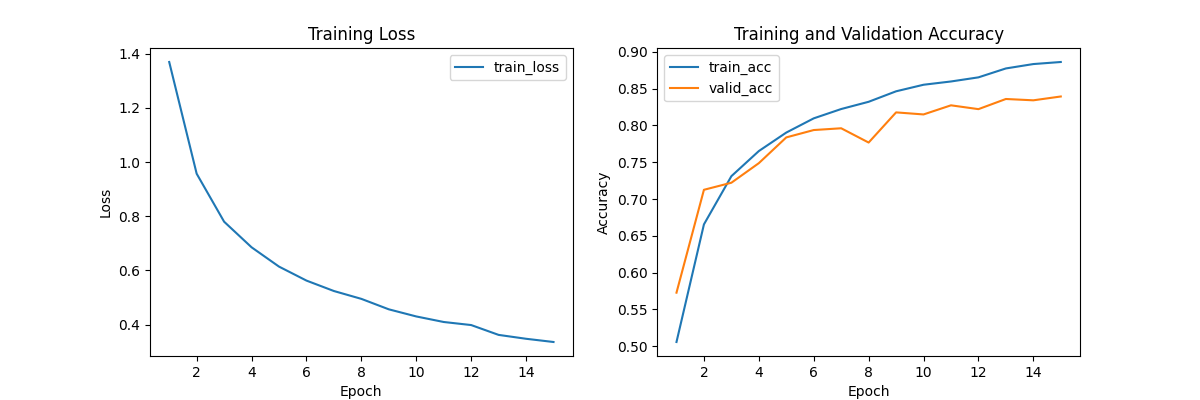 Training Loss
1.4
1.2
1.0
0.8
0.6
0.4
Loss
train_loss
2 4 6 8 10 12 14
Epoch
Training and Validation Accuracy
0.90
0.85
0.80
0.75
0.70
0.65
0.60
0.55
0.50
Accuracy
train_acc
valid_acc
2 4 6 8 10 12 14
Epoch